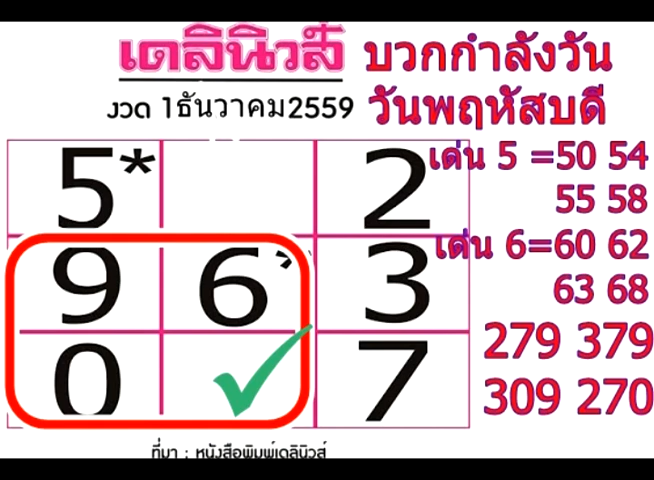 เดลินิวส์ บวกกำลังวัน
งวด 1ธันวาคม2559 วันพฤหัสบดี
5* 2 เด่น 5 =50 54
55 58
9 6* 3 เด่น 6=60 62
63 68
279 379
0 7 309 270
ที่มา : หนังสือพิมพ์เดลินิวส์